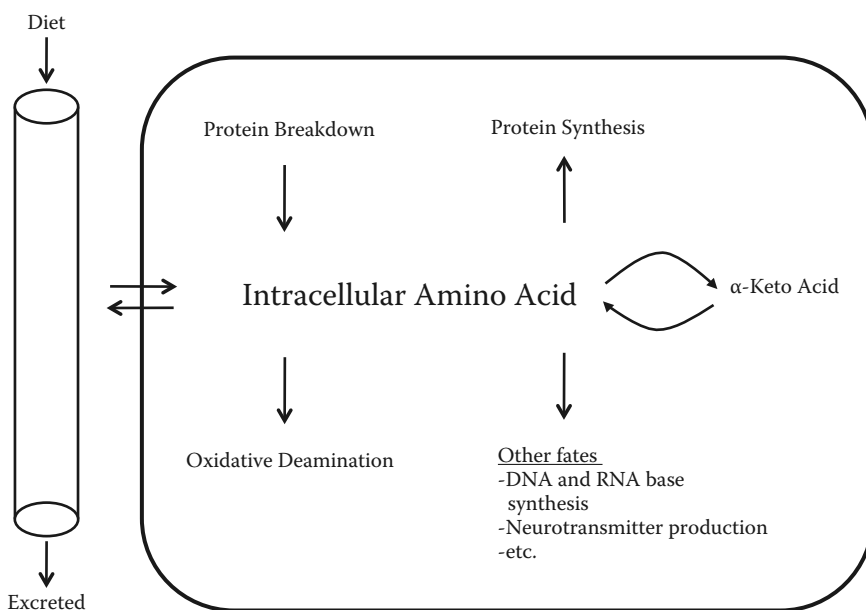 Diet
Protein Breakdown
Protein Synthesis
Intracellular Amino Acid
α-Keto Acid
Oxidative Deamination
Other fates
-DNA and RNA base
synthesis
-Neurotransmitter production
-etc.
Excreted